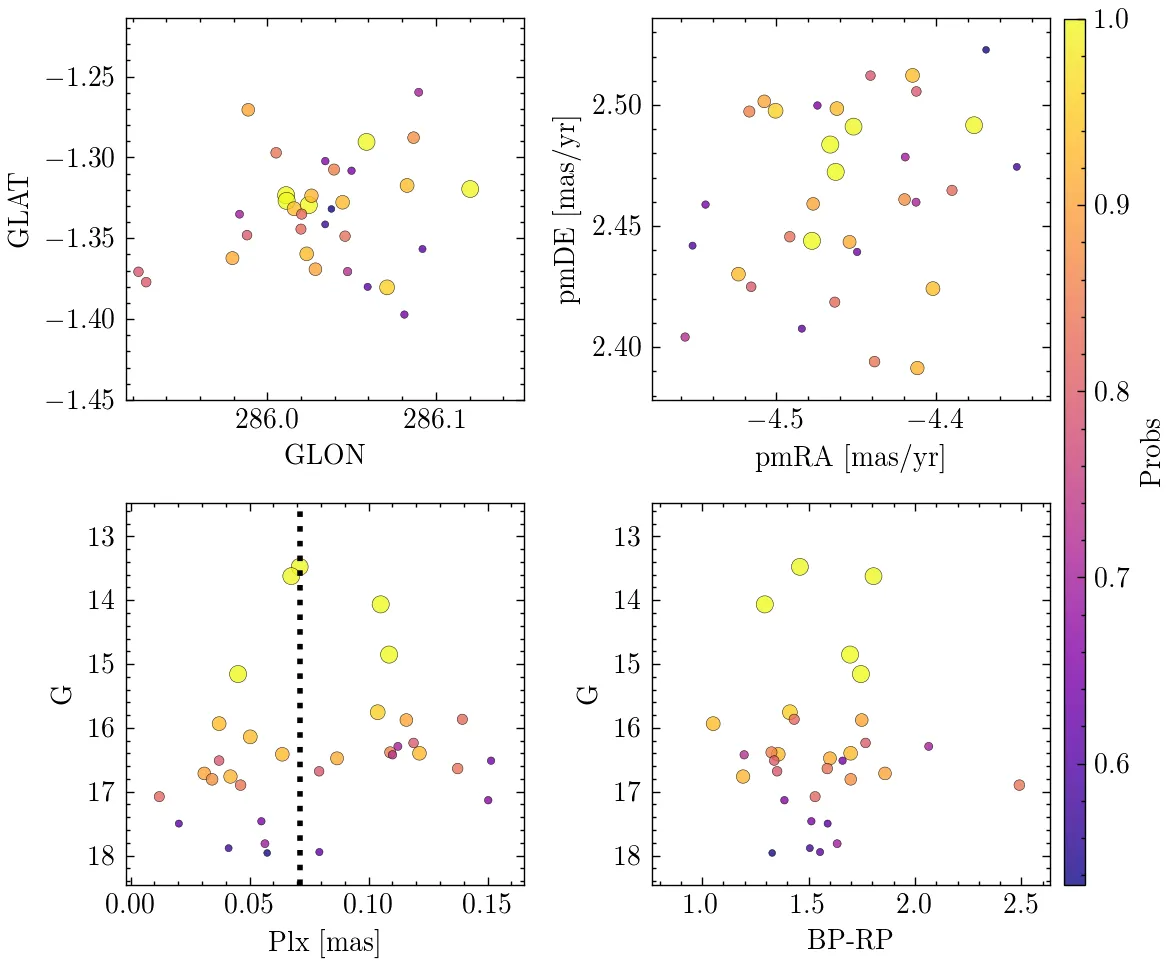 −1.25
−1.30
−1.35
−1.40
−1.45
GLAT
286.0 286.1
GLON
2.50
2.45
2.40
pmDE [mas/yr]
−4.5 −4.4
pmRA [mas/yr]
13
14
15
16
17
18
G
0.00 0.05 0.10 0.15
Plx [mas]
13
14
15
16
17
18
G
1.0 1.5 2.0 2.5
BP-RP
1.0
0.9
0.8
0.7
0.6
Probs